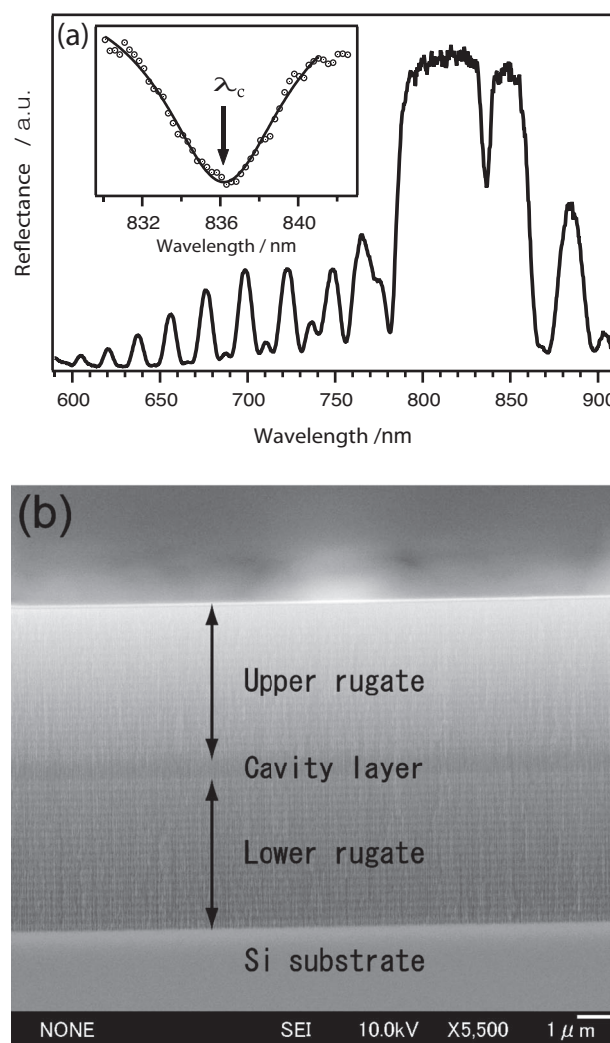 (a)
Reflectance / a.u.
λc
832 836 840
Wavelength / nm
600 650 700 750 800 850 900
Wavelength /nm
(b)
Upper rugate
Cavity layer
Lower rugate
Si substrate
NONE SEI 10.0kV X5,500 1 μm